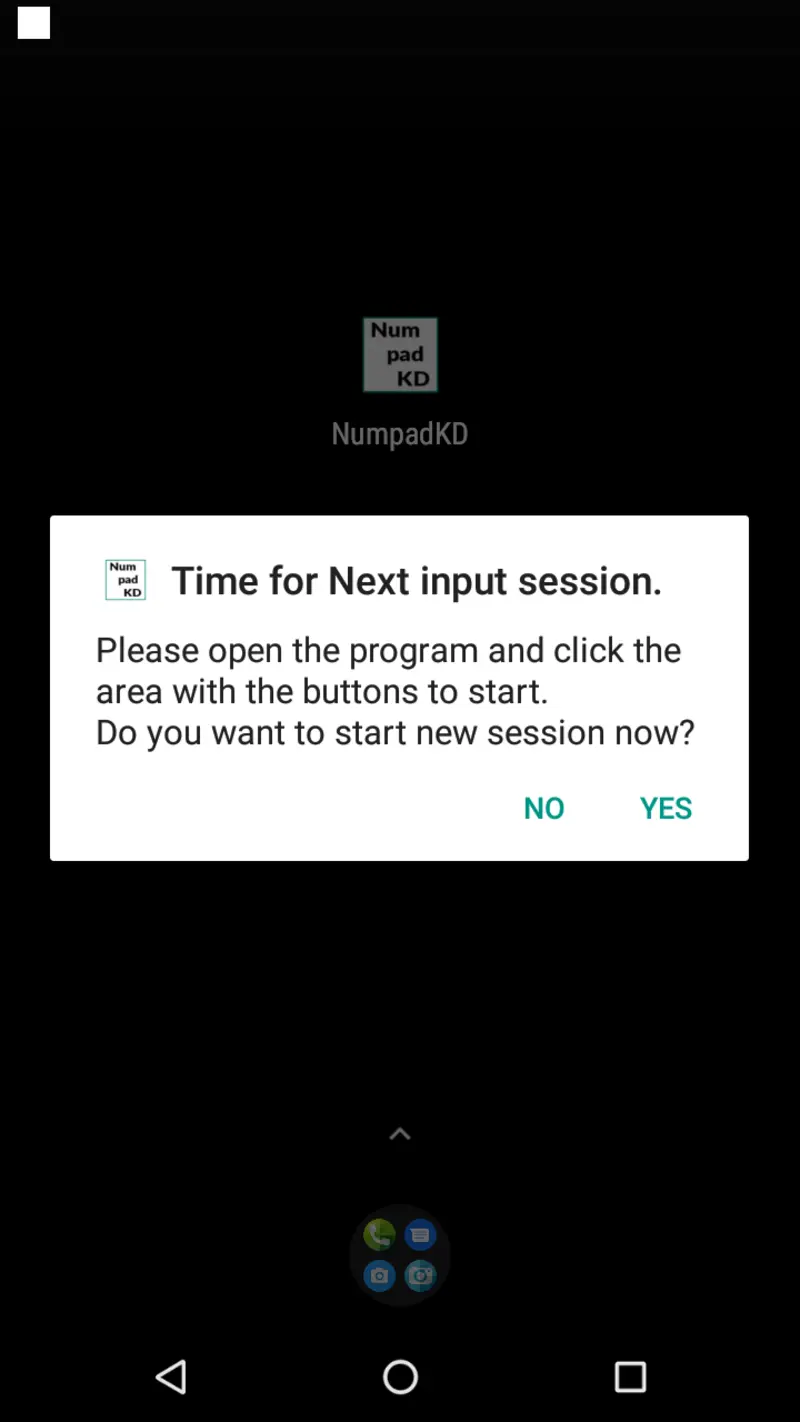 Num
pad
KD
NumpadKD
Num
pad
KD
Time for Next input session.
Please open the program and click the
area with the buttons to start.
Do you want to start new session now?
NO YES